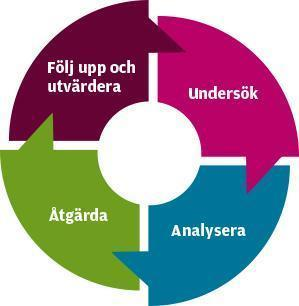 Följ upp och
utvärdera
Undersök
Åtgärda
Analysera